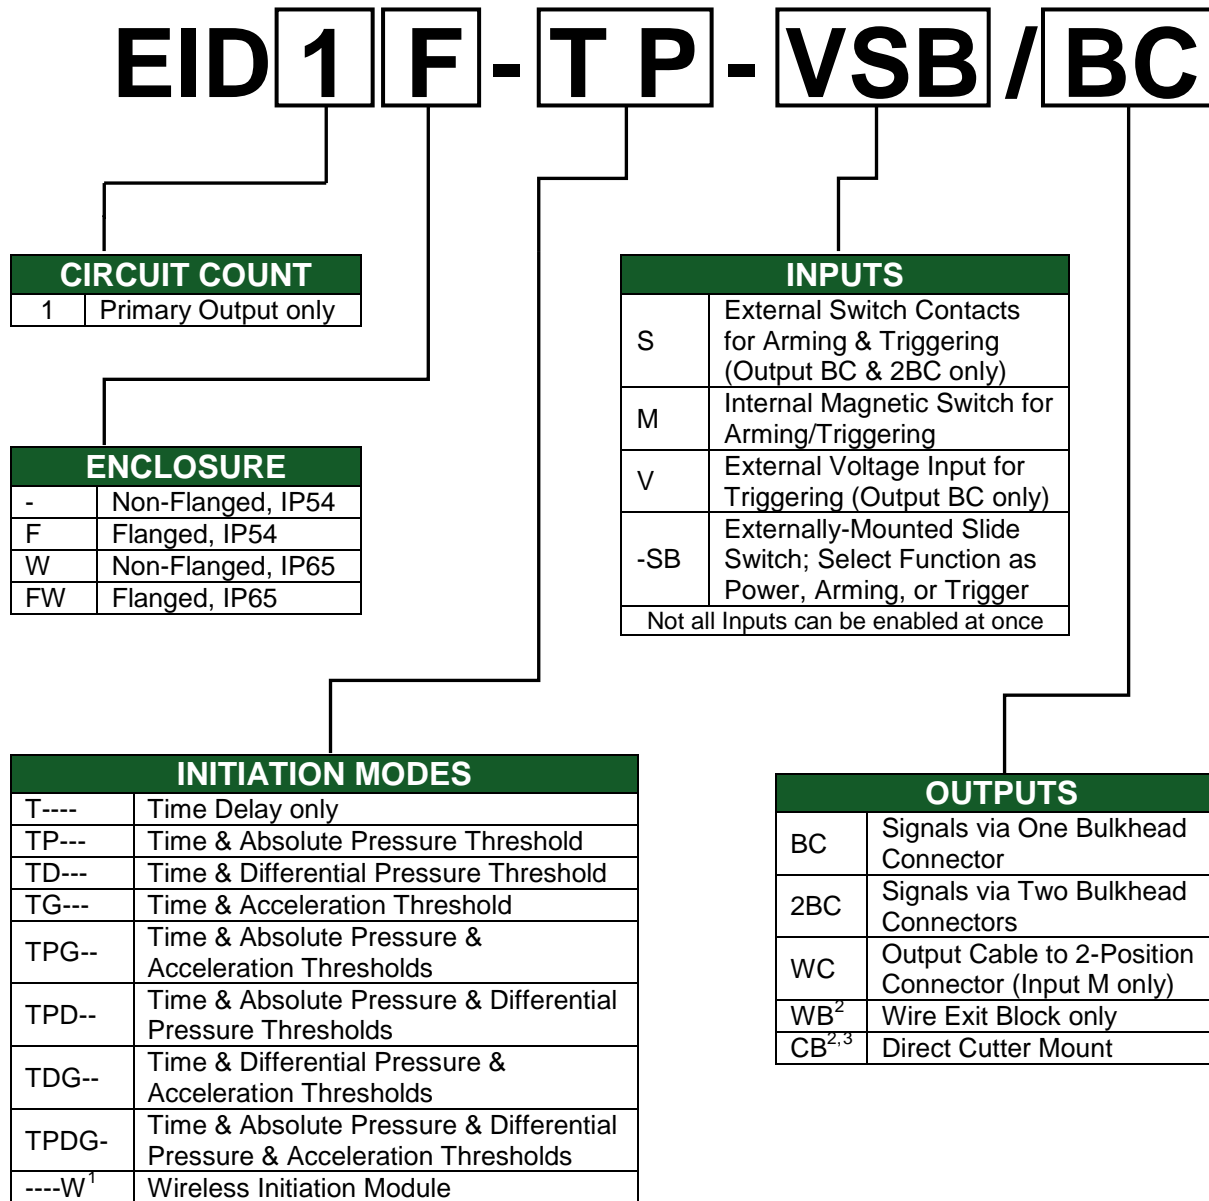 EID 1 F - T P - VSB / BC
CIRCUIT COUNT
1 Primary Output only
ENCLOSURE
- Non-Flanged, IP54
F Flanged, IP54
W Non-Flanged, IP65
FW Flanged, IP65
INPUTS
S External Switch Contacts
for Arming & Triggering
(Output BC & 2BC only)
M Internal Magnetic Switch for
Arming/Triggering
V External Voltage Input for
Triggering (Output BC only)
-SB Externally-Mounted Slide
Switch; Select Function as
Power, Arming, or Trigger
Not all Inputs can be enabled at once
INITIATION MODES
T---- Time Delay only
TP--- Time & Absolute Pressure Threshold
TD--- Time & Differential Pressure Threshold
TG--- Time & Acceleration Threshold
TPG-- Time & Absolute Pressure &
Acceleration Thresholds
TPD-- Time & Absolute Pressure & Differential
Pressure Thresholds
TDG-- Time & Differential Pressure &
Acceleration Thresholds
TPDG- Time & Absolute Pressure & Differential
Pressure & Acceleration Thresholds
----W¹ Wireless Initiation Module
OUTPUTS
BC Signals via One Bulkhead
Connector
2BC Signals via Two Bulkhead
Connectors
WC Output Cable to 2-Position
Connector (Input M only)
WB² Wire Exit Block only
CB²,³ Direct Cutter Mount